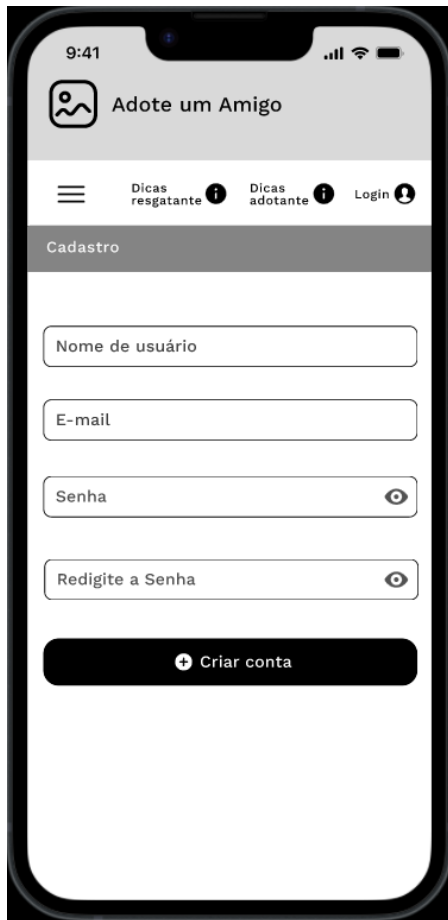 9:41
Adote um Amigo
Dicas
resgatante
Dicas
adotante
Login
Cadastro
Nome de usuário
E-mail
Senha
Redigite a Senha
Criar conta